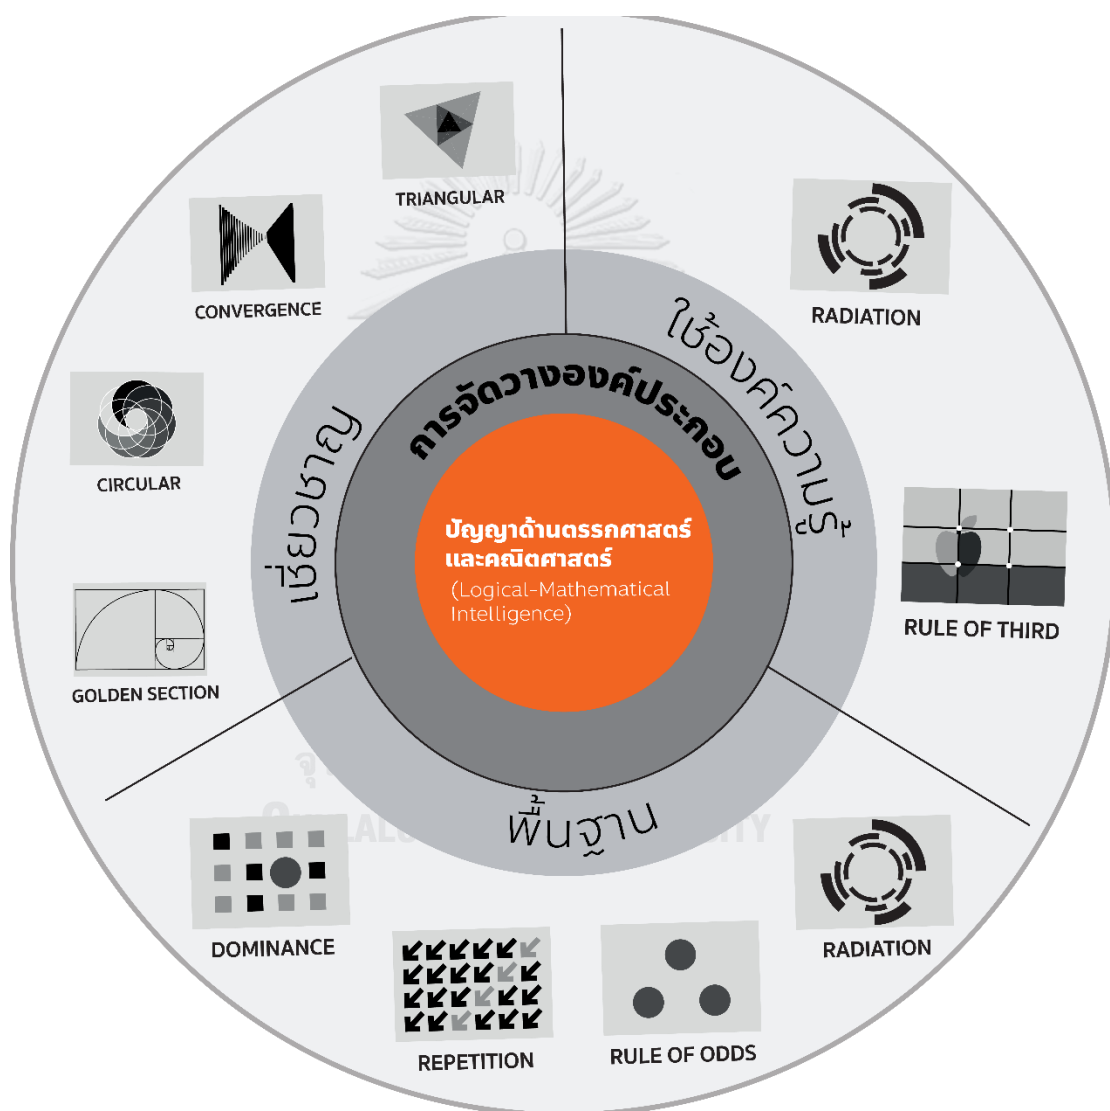 TRIANGULAR
CONVERGENCE
CIRCULAR
GOLDEN SECTION
RADIATION
RULE OF THIRD
ใช้องค์ความรู้
เชี่ยวชาญ
การจัดวางองค์ประกอบ
ปัญญาด้านตรรกศาสตร์
และคณิตศาสตร์
(Logical-Mathematical
Intelligence)
พื้นฐาน
DOMINANCE
REPETITION
RULE OF ODDS
RADIATION